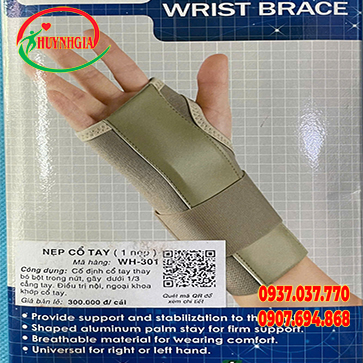 HUYNHGIA
WRIST BRACE
NẸP CỔ TAY ( 1 nẹp )
Mã hàng: WH-301
Công dụng: Cố định cổ tay thay
bó bột trong nứt, gãy dưới 1/3
cẳng tay. Điều trị nội, ngoại khoa
khớp cổ tay.
Giá bán lẻ: 300.000 đ/ cái
Quét mã QR để
xem chi tiết
0937.037.770
0907.694.868
• Provide support and stabilization to th
• Shaped aluminum palm stay for firm support.
• Breathable material for wearing comfort.
• Universal for right or left hand.